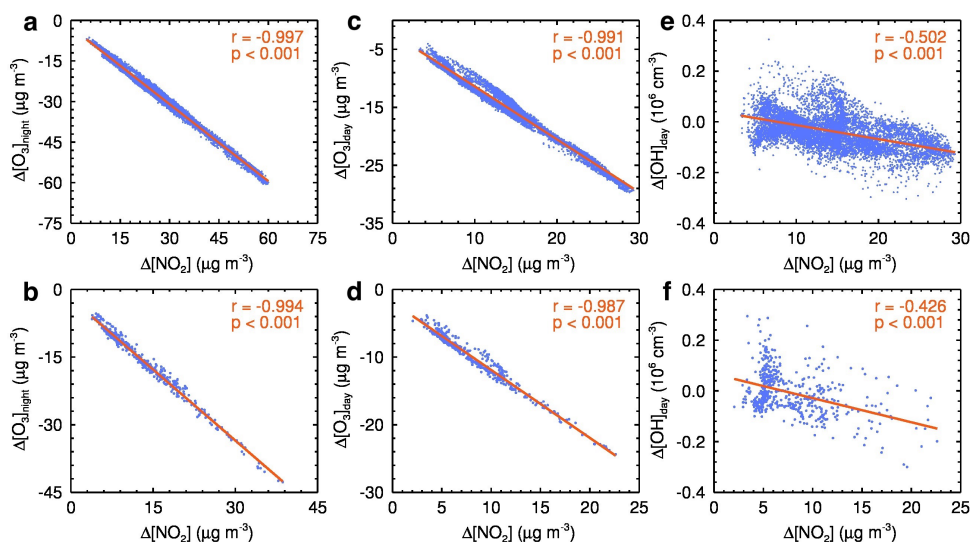 a
r = -0.997
p < 0.001
0
-15
-30
-45
-60
-75
Δ[O₃]night (μg m⁻³)
0 15 30 45 60 75
Δ[NO₂] (μg m⁻³)
c
r = -0.991
p < 0.001
-5
-15
-25
-35
Δ[O₃]day (μg m⁻³)
0 10 20 30
Δ[NO₂] (μg m⁻³)
e
r = -0.502
p < 0.001
0.4
0.2
0.0
-0.2
-0.4
Δ[OH]day (10⁶ cm⁻³)
0 10 20 30
Δ[NO₂] (μg m⁻³)
b
r = -0.994
p < 0.001
0
-15
-30
-45
Δ[O₃]night (μg m⁻³)
0 15 30 45
Δ[NO₂] (μg m⁻³)
d
r = -0.987
p < 0.001
0
-10
-20
-30
Δ[O₃]day (μg m⁻³)
0 5 10 15 20 25
Δ[NO₂] (μg m⁻³)
f
r = -0.426
p < 0.001
0.4
0.2
0.0
-0.2
-0.4
Δ[OH]day (10⁶ cm⁻³)
0 5 10 15 20 25
Δ[NO₂] (μg m⁻³)